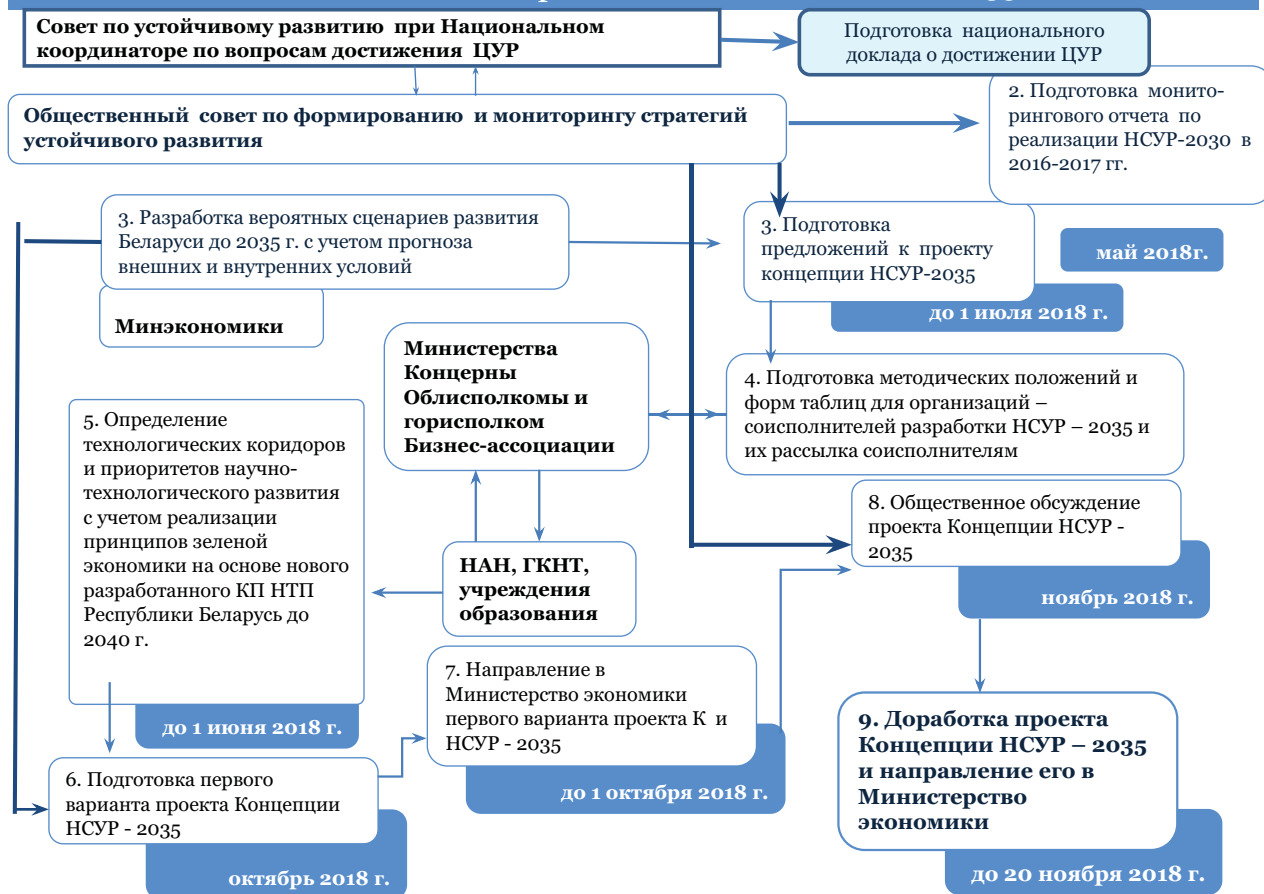 Совет по устойчивому развитию при Национальном
координаторе по вопросам достижения ЦУР
Подготовка национального
доклада о достижении ЦУР
Общественный совет по формированию и мониторингу стратегий
устойчивого развития
2. Подготовка монито-
рингового отчета по
реализации НСУР-2030 в
2016-2017 гг.
3. Разработка вероятных сценариев развития
Беларуси до 2035 г. с учетом прогноза
внешних и внутренних условий
Минэкономики
3. Подготовка
предложений к проекту
концепции НСУР-2035
май 2018г.
до 1 июля 2018 г.
Министерства
Концерны
Облисполкомы и
горисполком
Бизнес-ассоциации
4. Подготовка методических положений и
форм таблиц для организаций –
соисполнителей разработки НСУР – 2035 и
их рассылка соисполнителям
5. Определение
технологических коридоров
и приоритетов научно-
технологического развития
с учетом реализации
принципов зеленой
экономики на основе нового
разработанного КП НТП
Республики Беларусь до
2040 г.
до 1 июня 2018 г.
НАН, ГКНТ,
учреждения
образования
8. Общественное обсуждение
проекта Концепции НСУР -
2035
ноябрь 2018 г.
7. Направление в
Министерство экономики
первого варианта проекта К и
НСУР - 2035
до 1 октября 2018 г.
6. Подготовка первого
варианта проекта Концепции
НСУР - 2035
октябрь 2018 г.
9. Доработка проекта
Концепции НСУР – 2035
и направление его в
Министерство
экономики
до 20 ноября 2018 г.